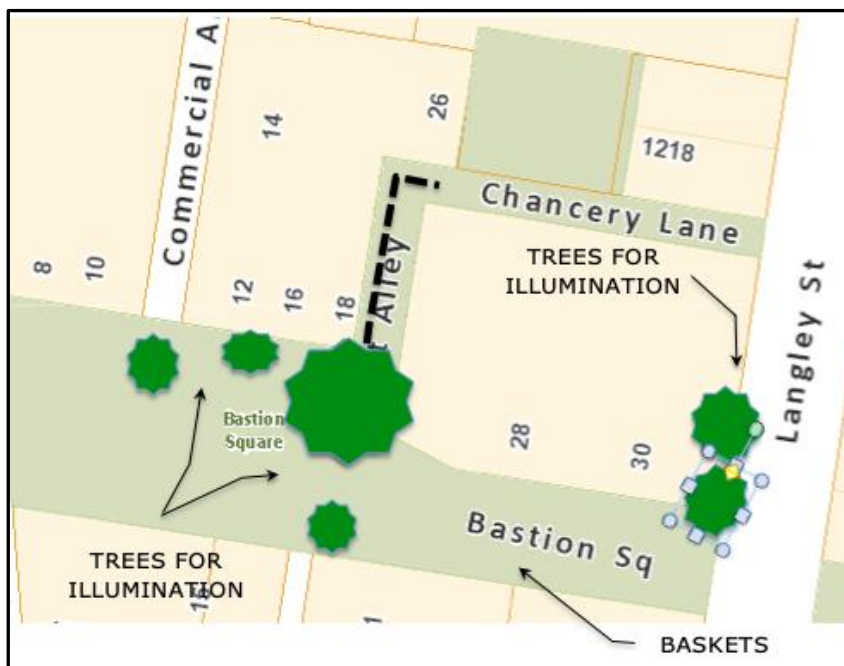 Commercial A
14
26
1218
Chancery Lane
TREES FOR
ILLUMINATION
8
10
12
16
18
t Alley
Langley St
Bastion
Square
28
30
Bastion Sq
TREES FOR
ILLUMINATION
BASKETS